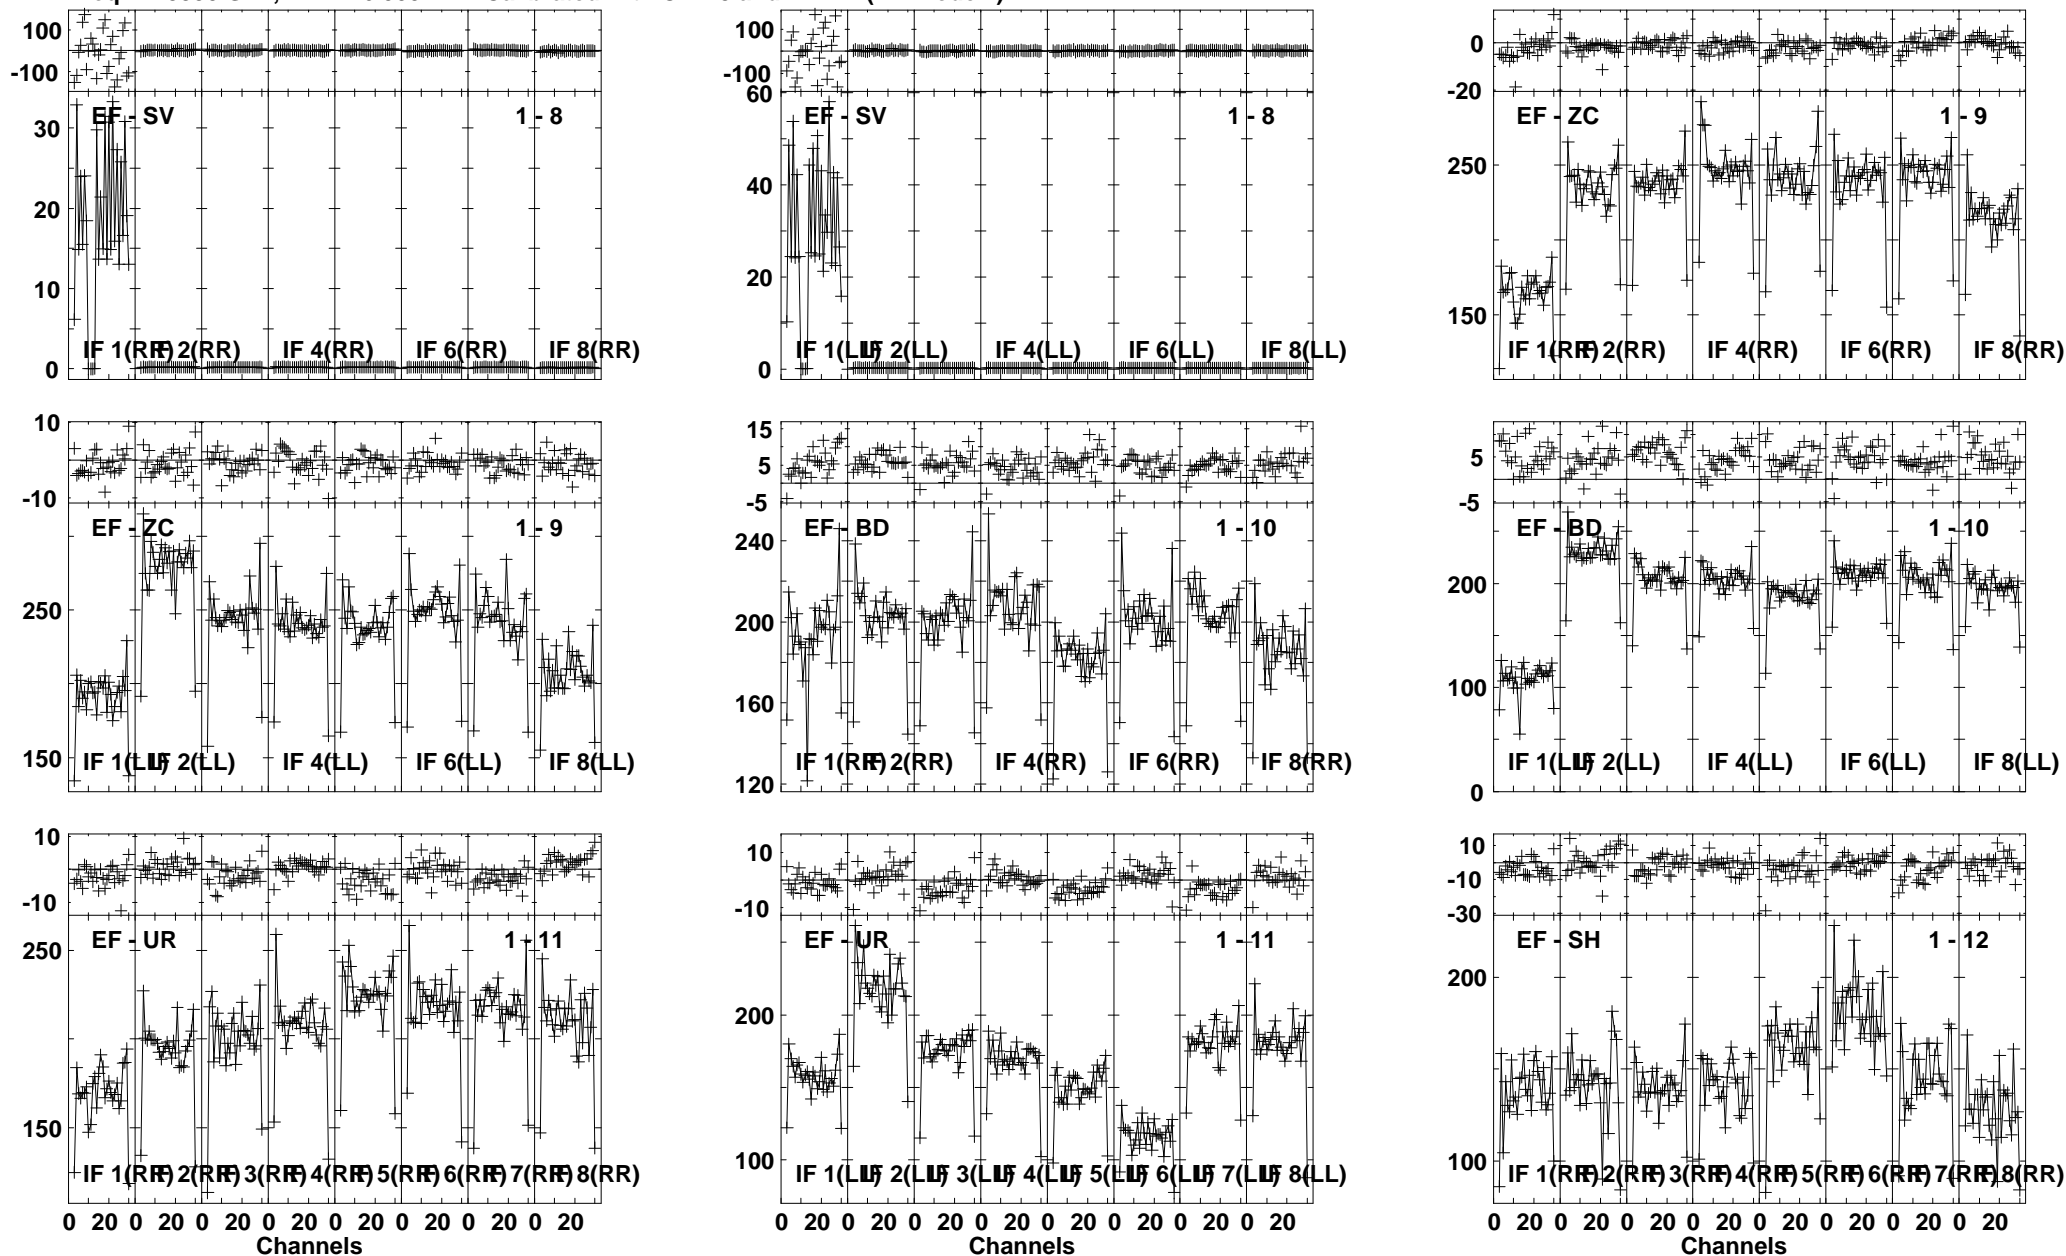 100
-100
EF - SV
1 - 8
30
20
10
0
IF 1(RR) IF 2(RR) IF 4(RR) IF 6(RR) IF 8(RR)
100
-100
60
EF - SV
1 - 8
40
20
0
IF 1(LL) IF 2(LL) IF 4(LL) IF 6(LL) IF 8(LL)
0
-20
EF - ZC
1 - 9
250
150
IF 1(RR) IF 2(RR) IF 4(RR) IF 6(RR) IF 8(RR)
10
-10
EF - ZC
1 - 9
250
150
IF 1(LL) IF 2(LL) IF 4(LL) IF 6(LL) IF 8(LL)
15
5
-5
EF - BD
1 - 10
240
200
160
120
IF 1(RR) IF 2(RR) IF 4(RR) IF 6(RR) IF 8(RR)
5
-5
EF - BD
1 - 10
200
100
0
IF 1(LL) IF 2(LL) IF 4(LL) IF 6(LL) IF 8(LL)
10
-10
EF - UR
1 - 11
250
150
IF 1(RR) IF 2(RR) IF 3(RR) IF 4(RR) IF 5(RR) IF 6(RR) IF 7(RR) IF 8(RR)
0 20 0 20 0 20 0 20 0 20 0 20 0 20 0 20
Channels
10
-10
EF - UR
1 - 11
200
100
IF 1(LL) IF 2(LL) IF 3(LL) IF 4(LL) IF 5(LL) IF 6(LL) IF 7(LL) IF 8(LL)
0 20 0 20 0 20 0 20 0 20 0 20 0 20 0 20
Channels
10
-10
-30
EF - SH
1 - 12
200
100
IF 1(RR) IF 2(RR) IF 3(RR) IF 4(RR) IF 5(RR) IF 6(RR) IF 7(RR) IF 8(RR)
0 20 0 20 0 20 0 20 0 20 0 20 0 20 0 20
Channels